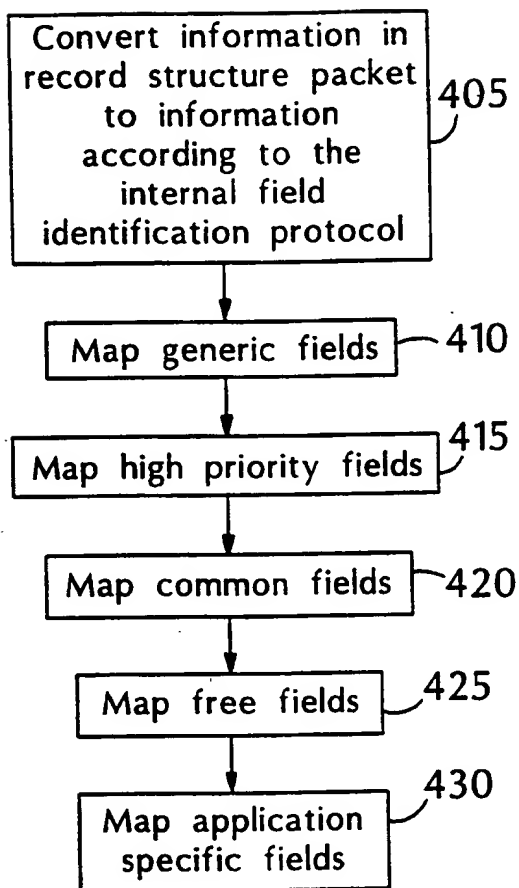 Convert information in
record structure packet
to information
according to the
internal field
identification protocol
405
Map generic fields
410
Map high priority fields
415
Map common fields
420
Map free fields
425
Map application
specific fields
430